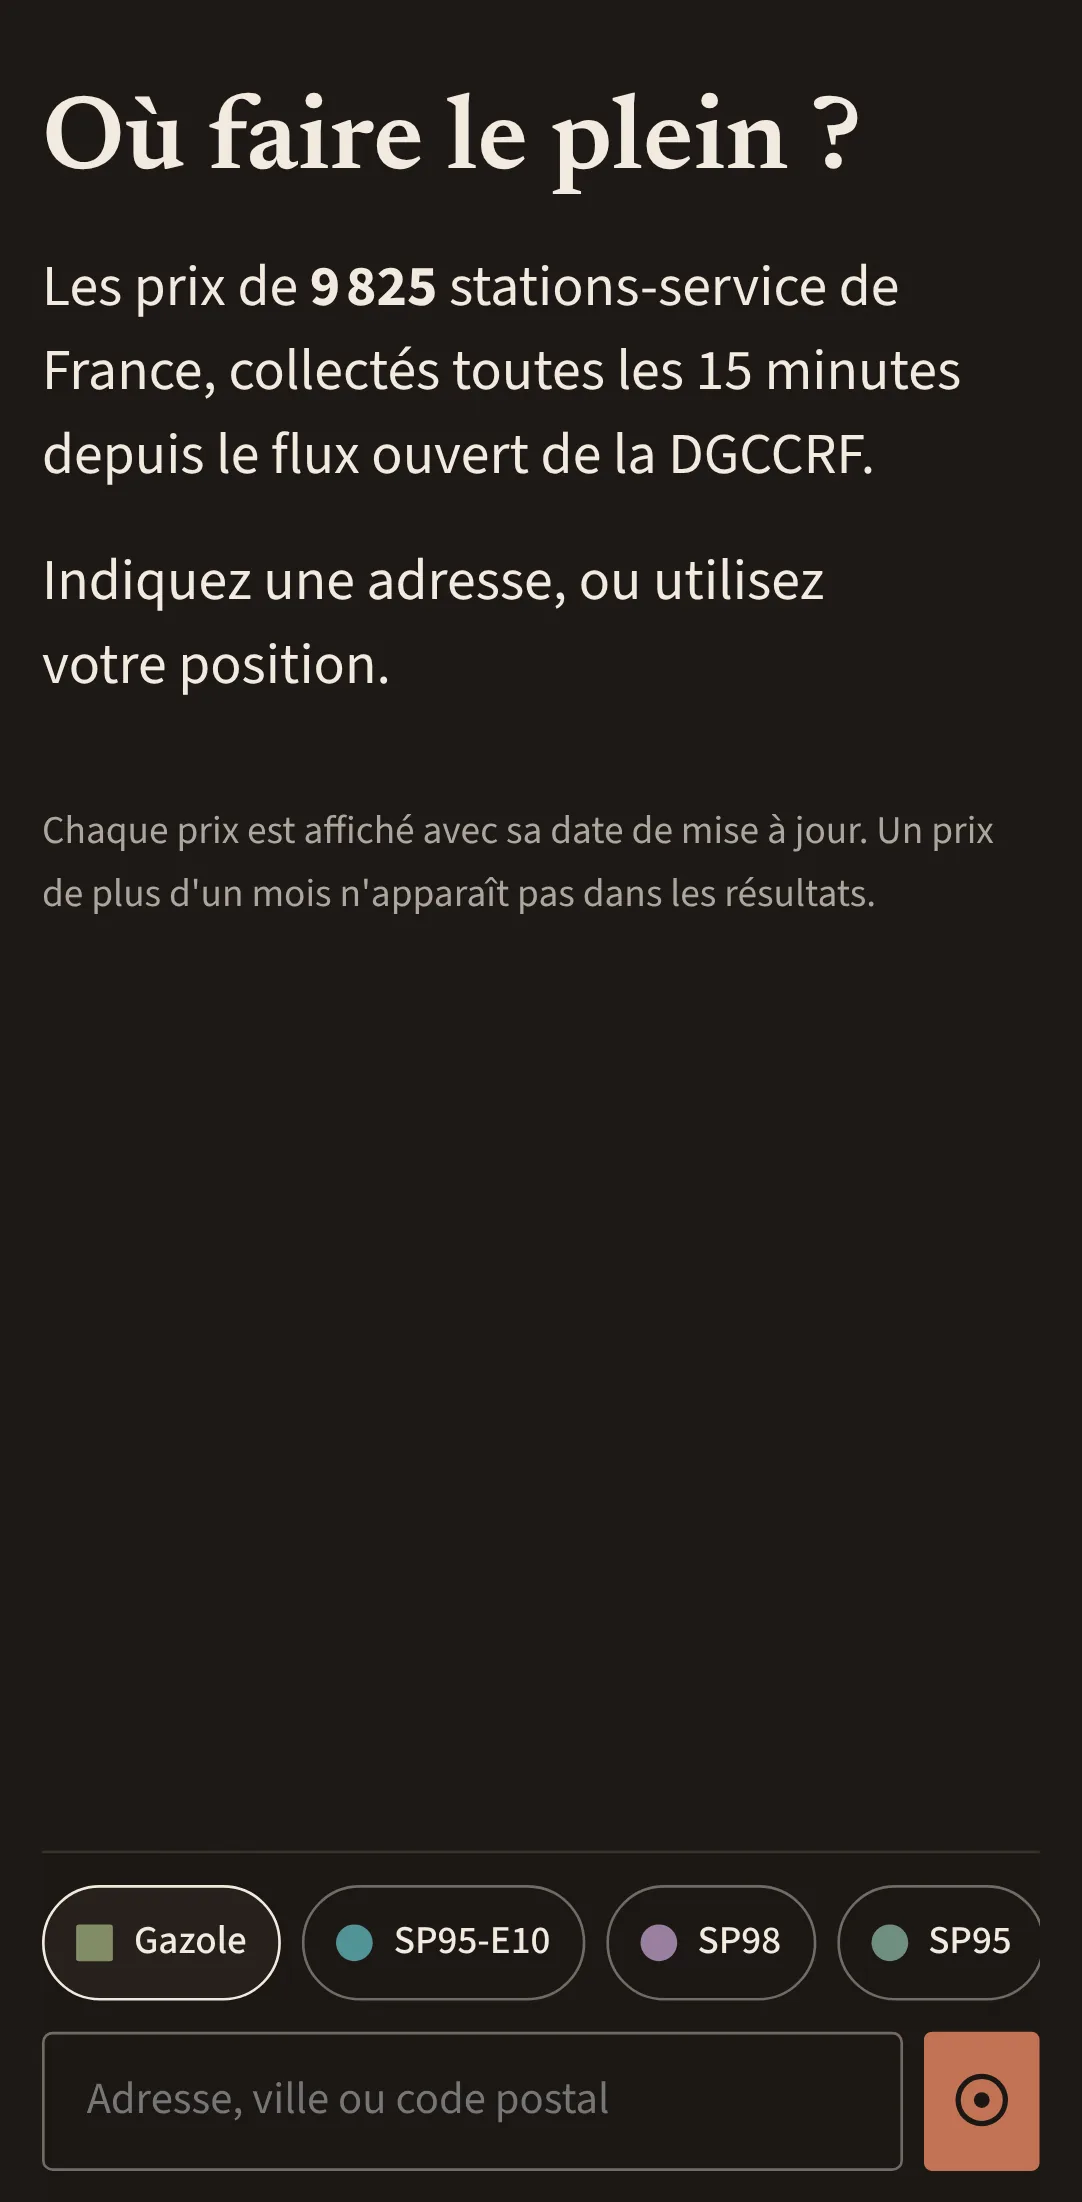 Où faire le plein ?
Les prix de 9 825 stations-service de
France, collectés toutes les 15 minutes
depuis le flux ouvert de la DGCCRF.
Indiquez une adresse, ou utilisez
votre position.
Chaque prix est affiché avec sa date de mise à jour. Un prix
de plus d'un mois n'apparaît pas dans les résultats.
Gazole SP95-E10 SP98 SP95
Adresse, ville ou code postal